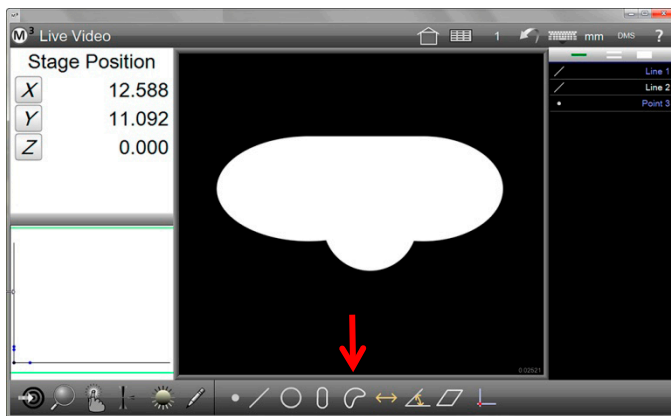 M³ Live Video
1
mm
DMS
?
Stage Position
X 12.588
Y 11.092
Z 0.000
Line 1
Line 2
Point 3
0.02521